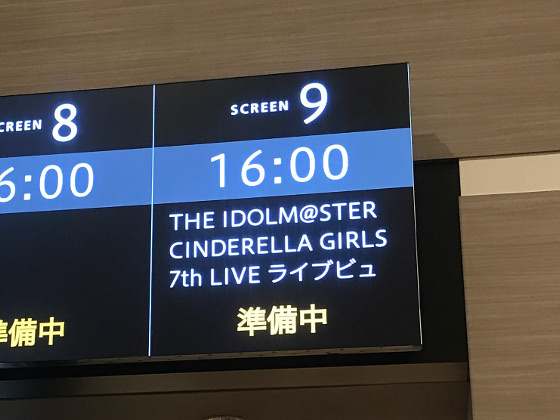 CREEN 8
6:00
準備中
SCREEN 9
16:00
THE IDOLM@STER
CINDERELLA GIRLS
7th LIVE ライブビュ
準備中